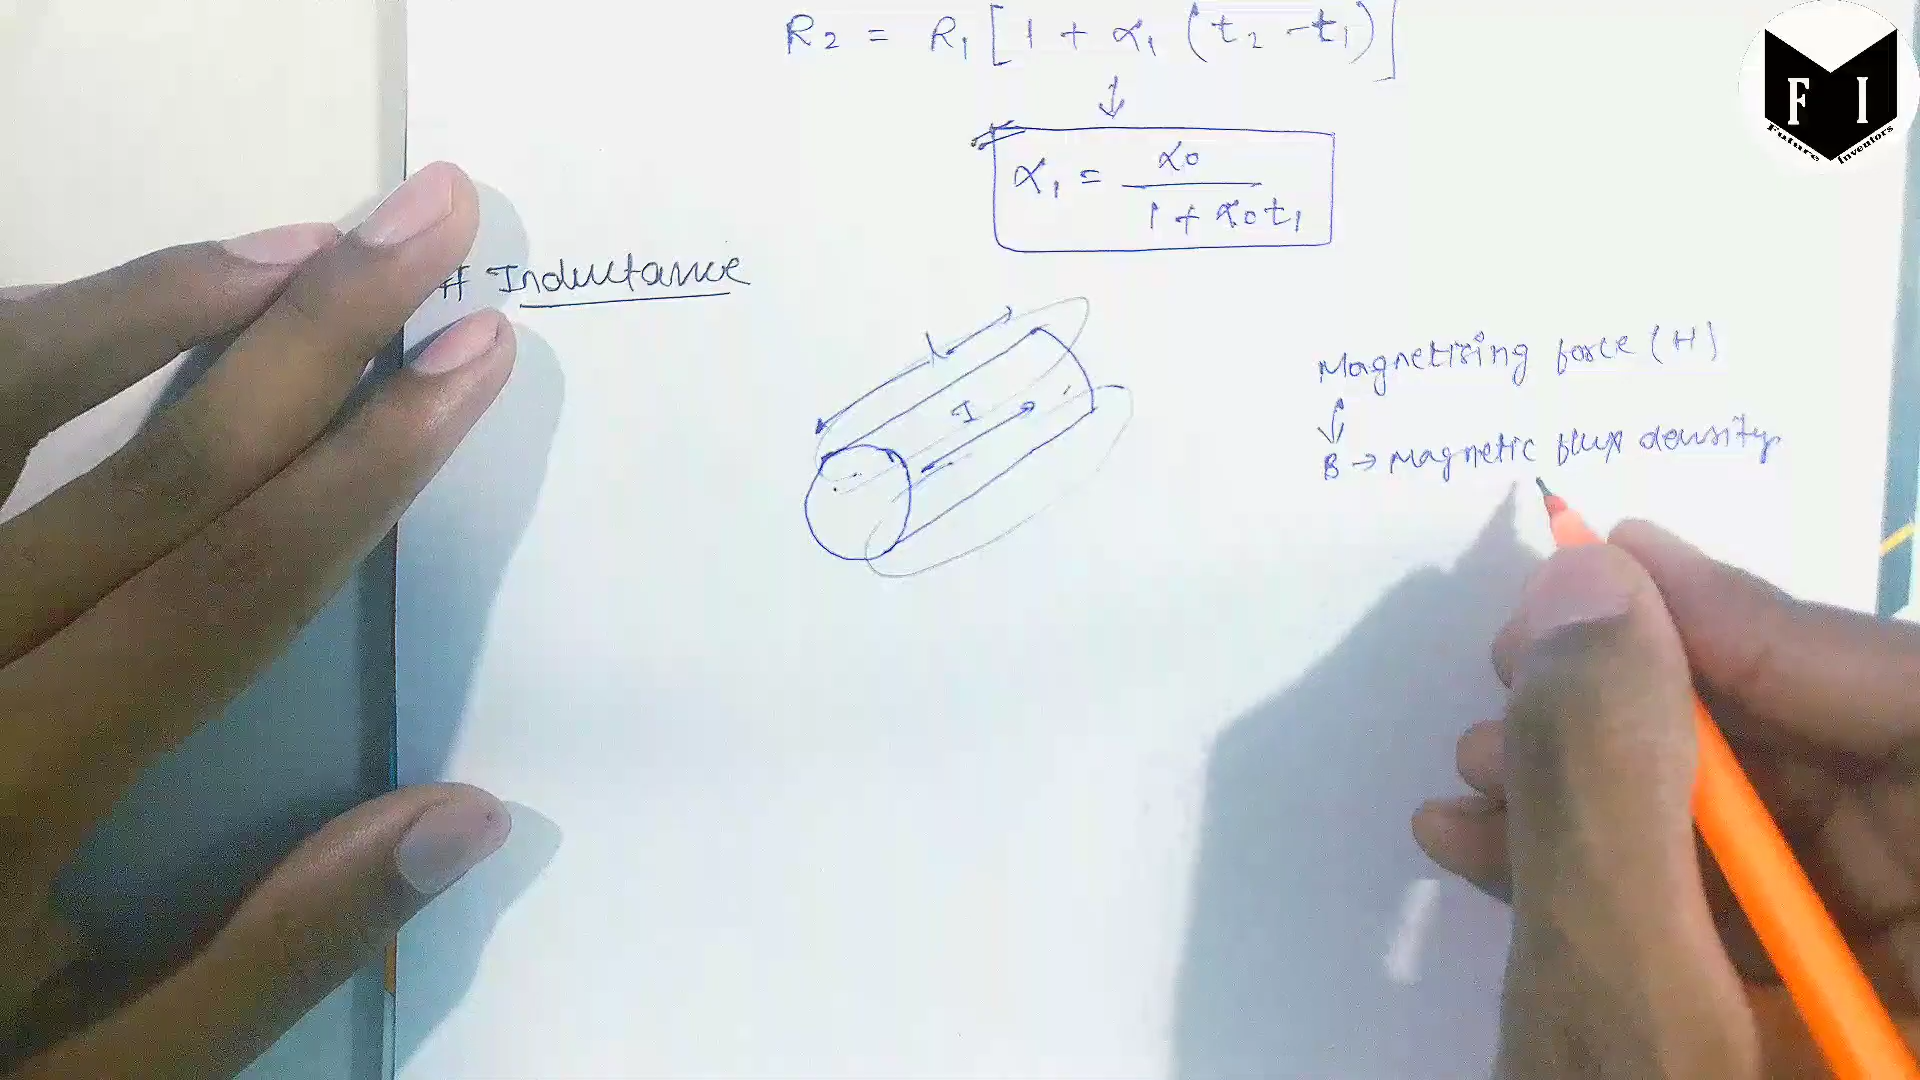 R2 = R1 [1 + α1 (t2 - t1)]
↓
α1 = α0 / 1 + α0t1
# Inductance
I
Magnetising force (H)
↓
B → Magnetic flux density
F I
Future Inventors